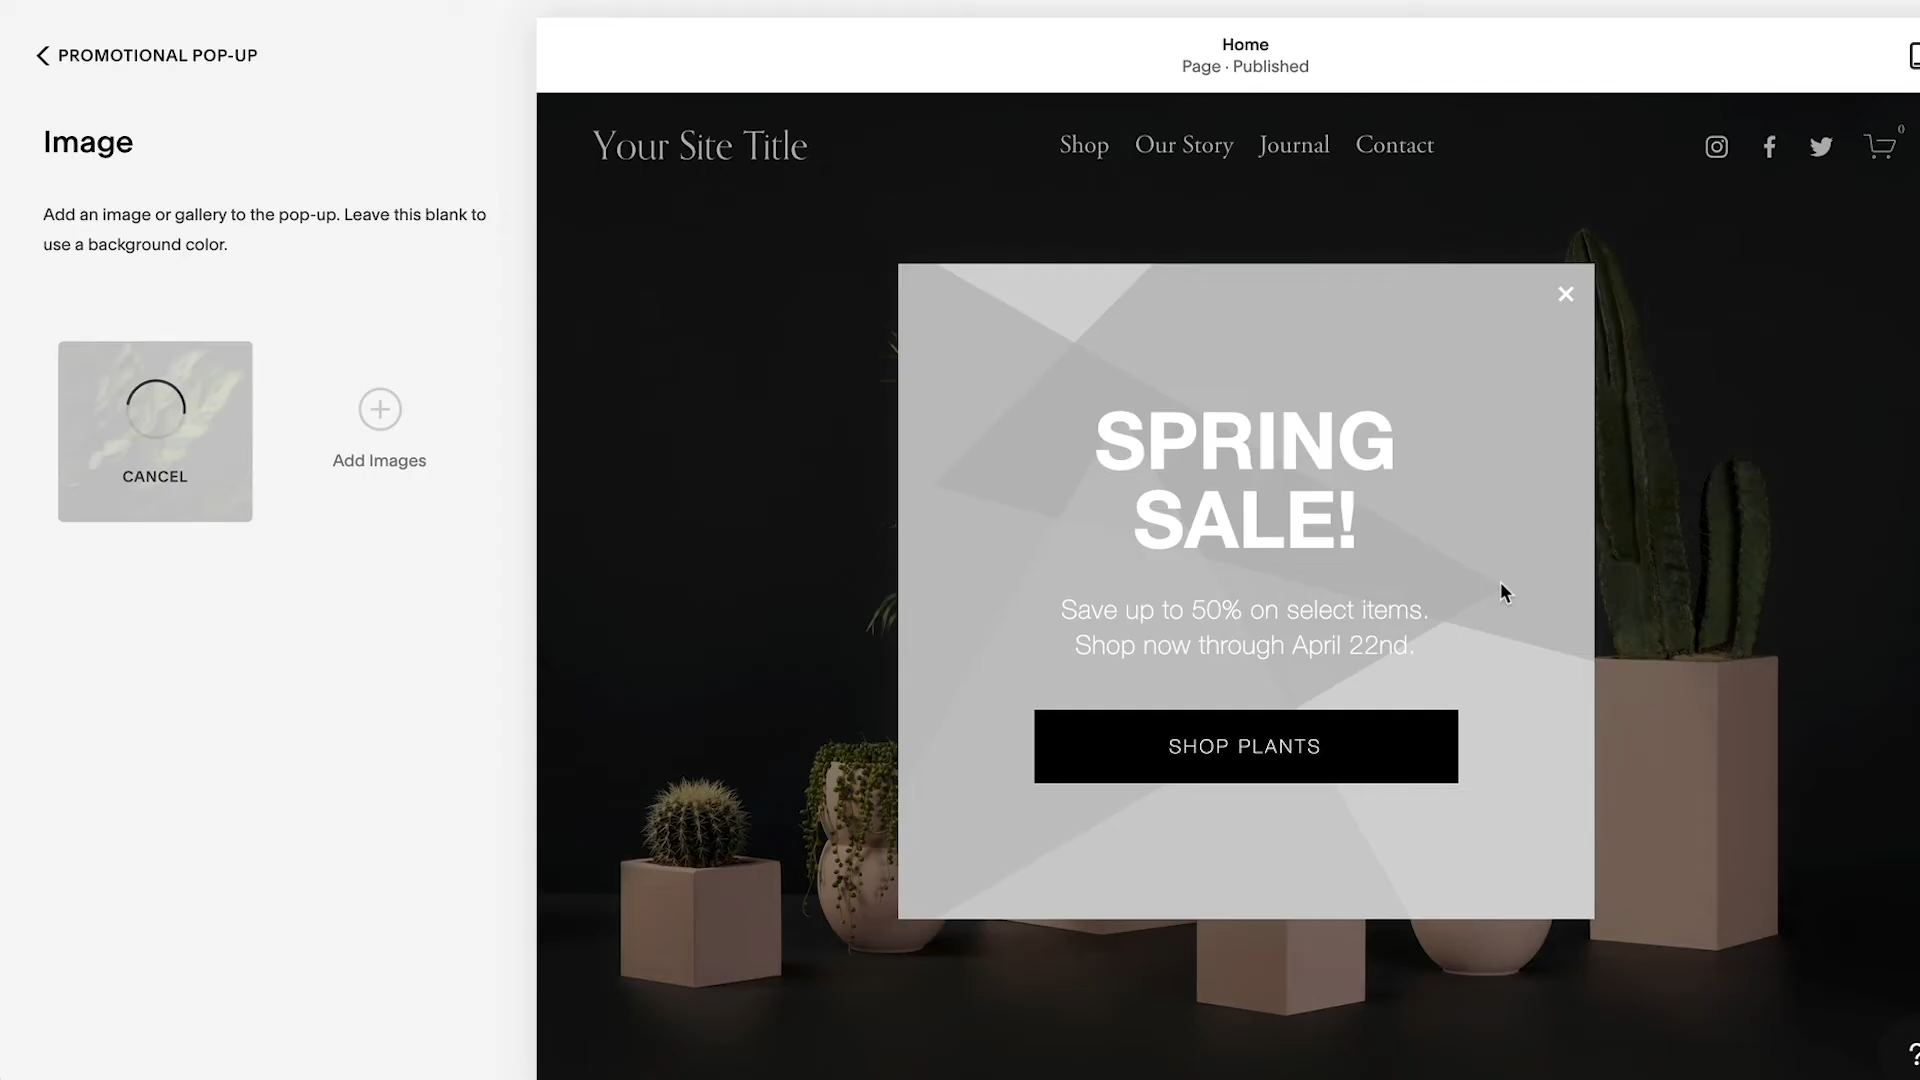 PROMOTIONAL POP-UP
Image
Add an image or gallery to the pop-up. Leave this blank to
use a background color.
CANCEL
Add Images
Home
Page · Published
Your Site Title
Shop
Our Story
Journal
Contact
0
SPRING
SALE!
Save up to 50% on select items.
Shop now through April 22nd.
SHOP PLANTS
?